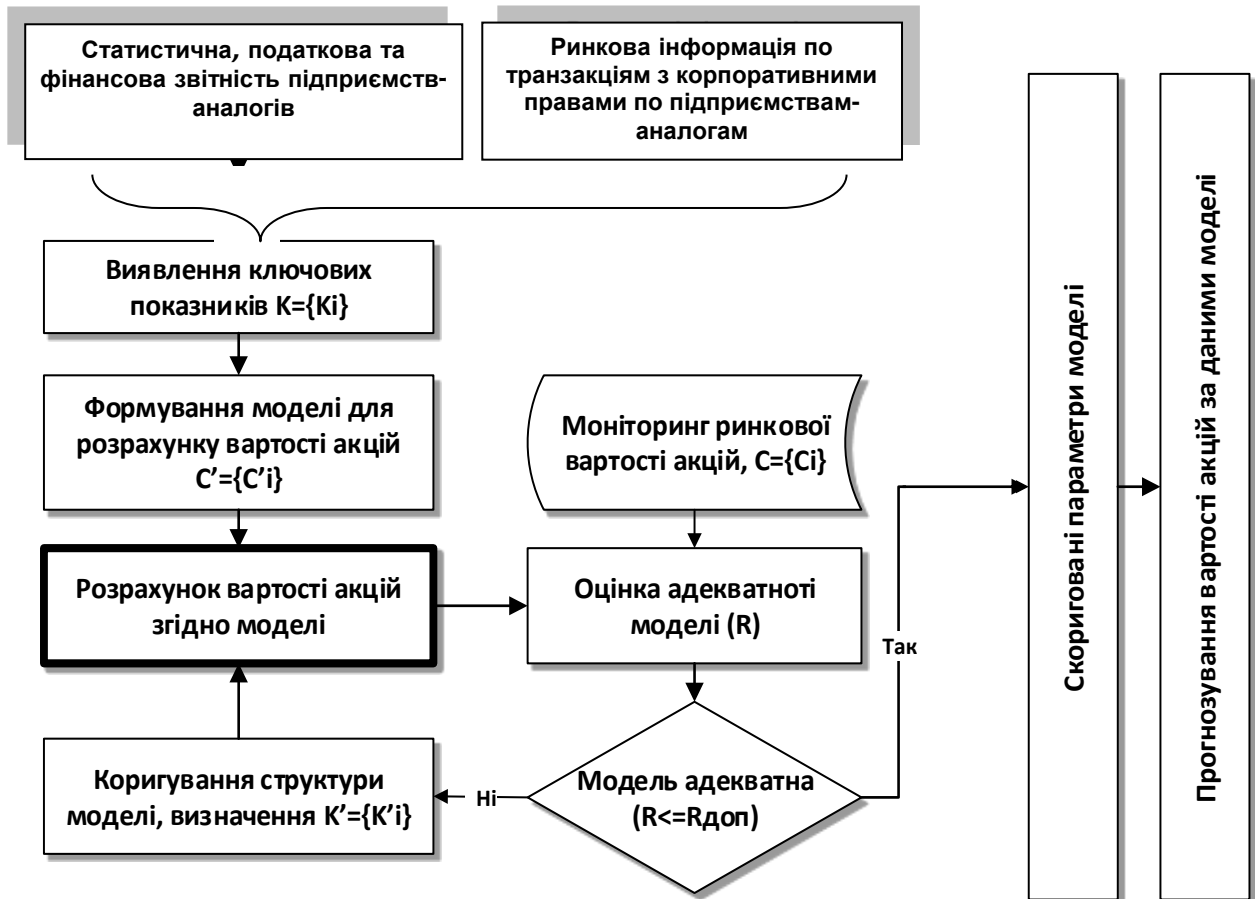 Статистична, податкова та
фінансова звітність підприємств-
аналогів
Ринкова інформація по
транзакціям з корпоративними
правами по підприємствам-
аналогам
Виявлення ключових
показників K={Ki}
Формування моделі для
розрахунку вартості акцій
C’={C’i}
Моніторинг ринкової
вартості акцій, C={Ci}
Розрахунок вартості акцій
згідно моделі
Оцінка адекватноті
моделі (R)
Так
Коригування структури
моделі, визначення K’={K’i}
Ні
Модель адекватна
(R<=Rдоп)
Скориговані параметри моделі
Прогнозування вартості акцій за даними моделі